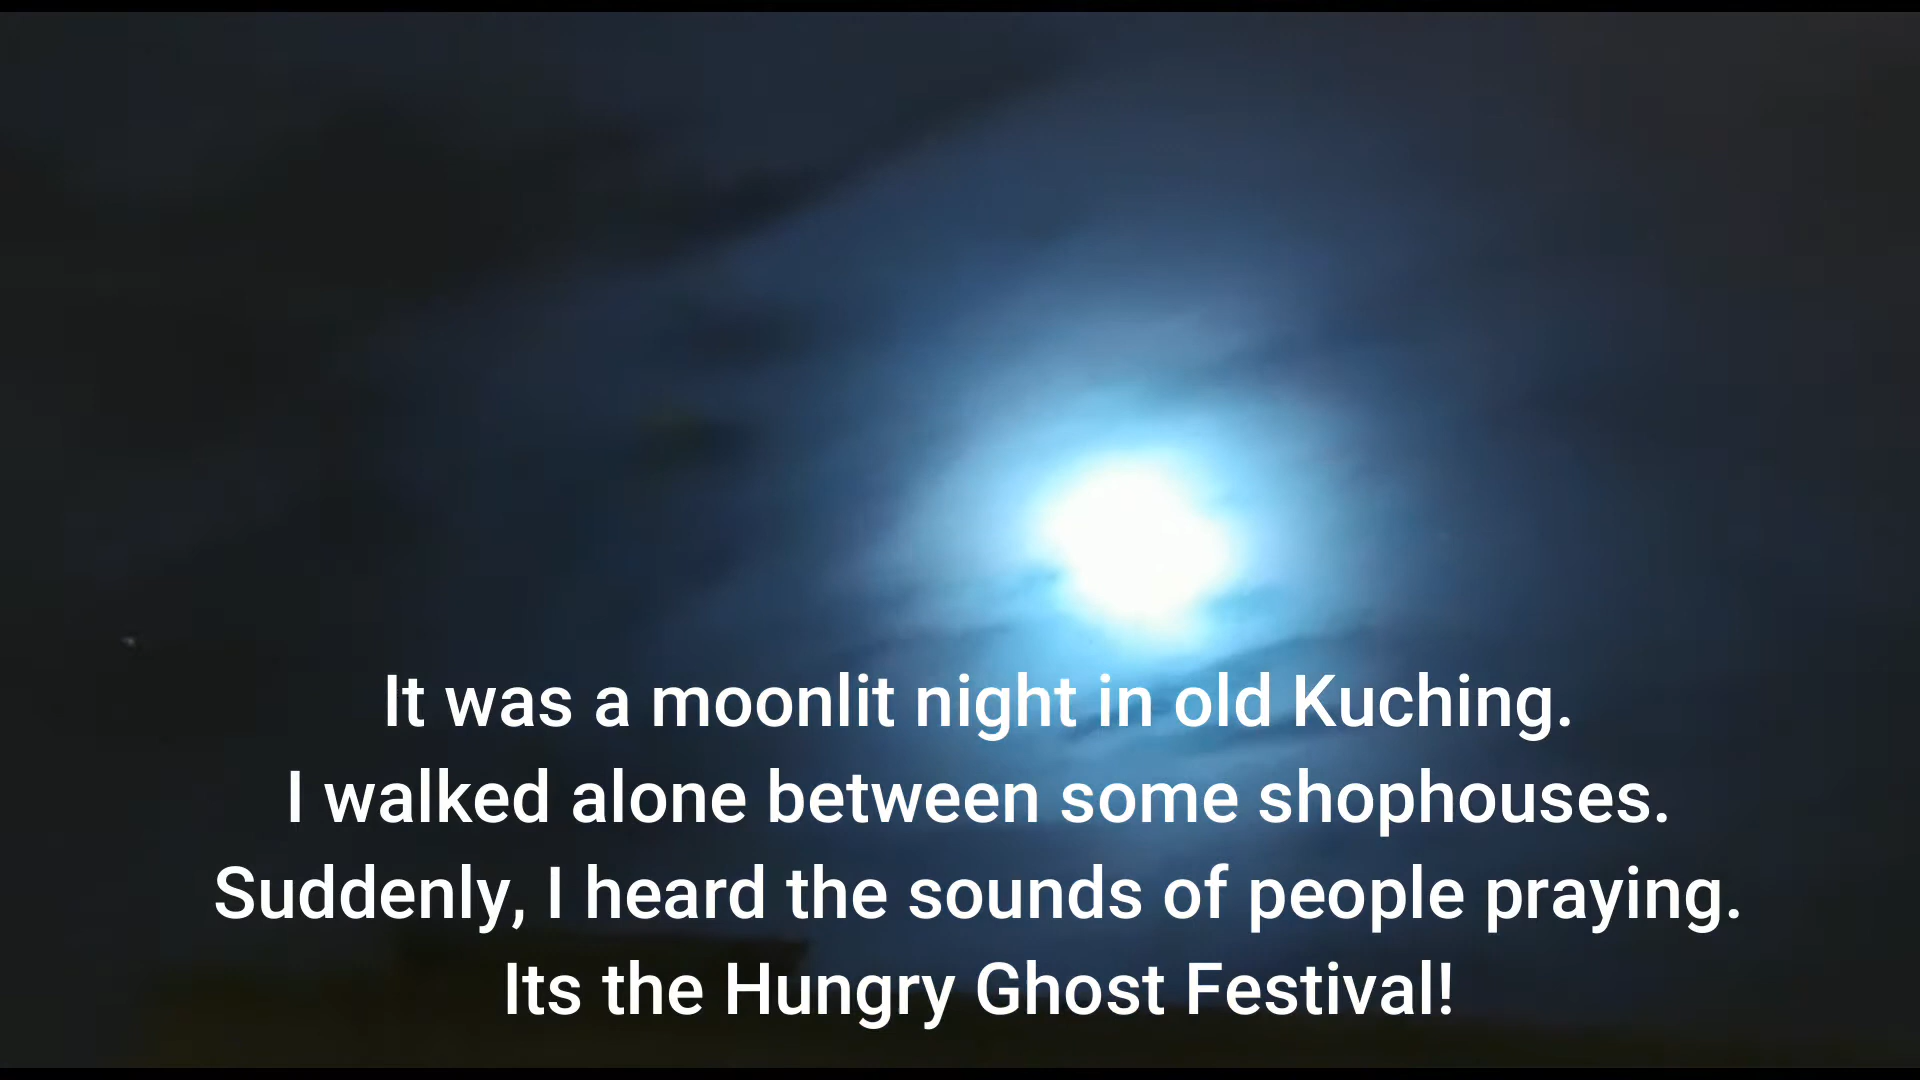 It was a moonlit night in old Kuching.
I walked alone between some shophouses.
Suddenly, I heard the sounds of people praying.
Its the Hungry Ghost Festival!